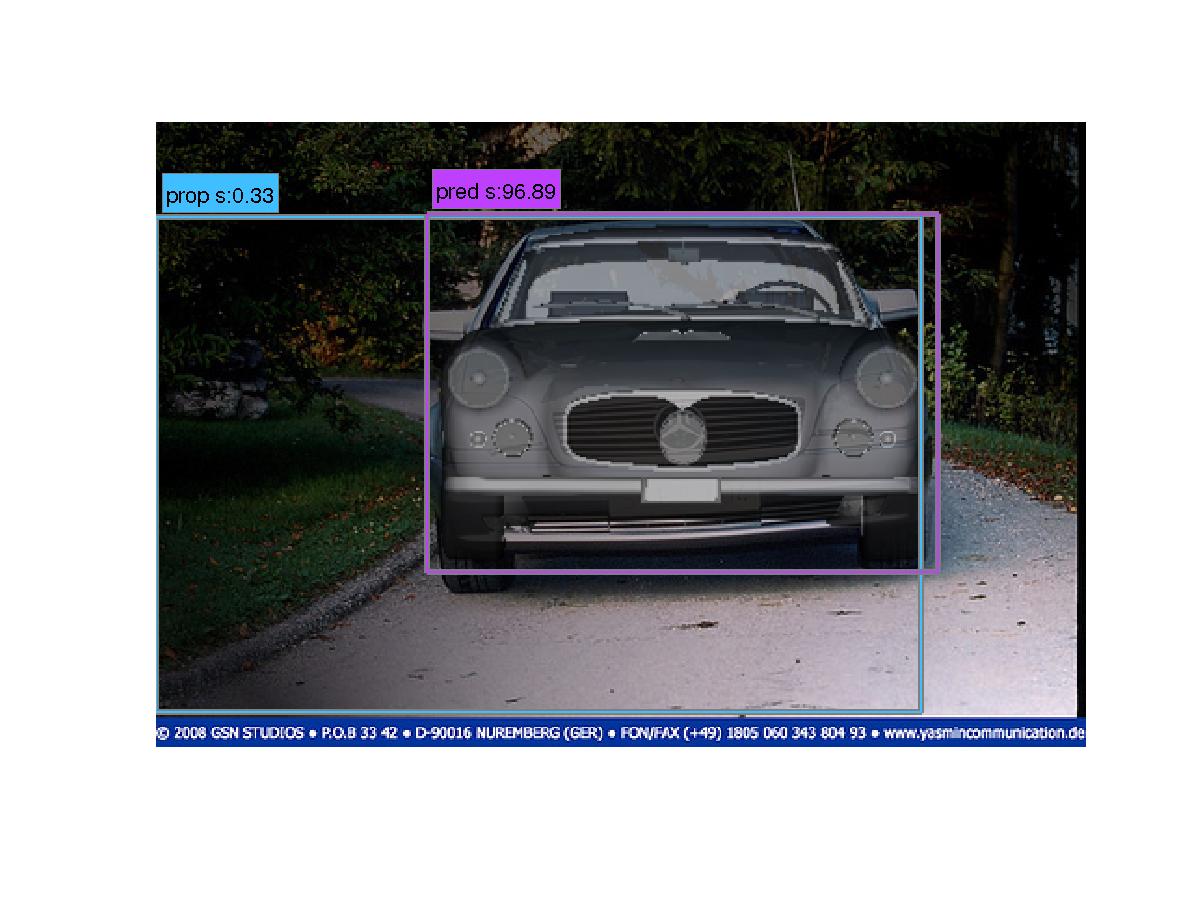 prop s:0.33
pred s:96.89
© 2008 GSN STUDIOS ● P.O.B 33 42 ● D-90016 NUREMBERG (GER) ● FON/FAX (+49) 1805 060 343 804 93 ● www.yasmincommunication.de